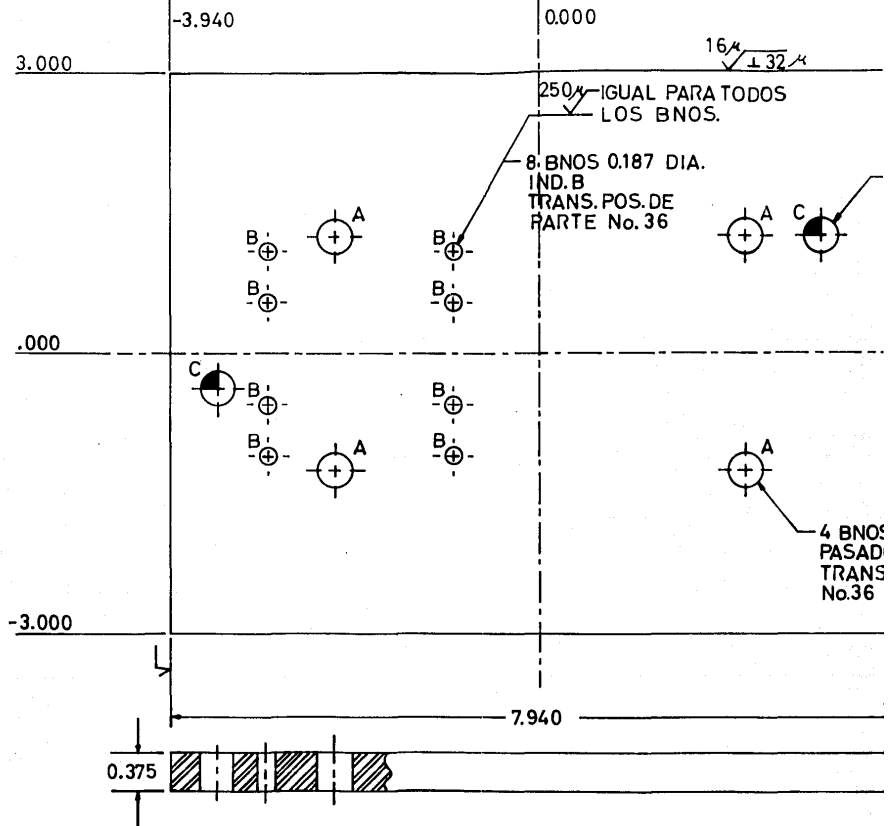 -3.940
0.000
16μ
⊥ 32μ
3.000
250μ IGUAL PARA TODOS
LOS BNOS.
8 BNOS 0.187 DIA.
IND. B
TRANS. POS. DE
PARTE No. 36
A
A
C
B
B
B
B
.000
C
B
B
B
B
A
A
4 BNOS
PASAD
TRANS
No.36
-3.000
7.940
0.375